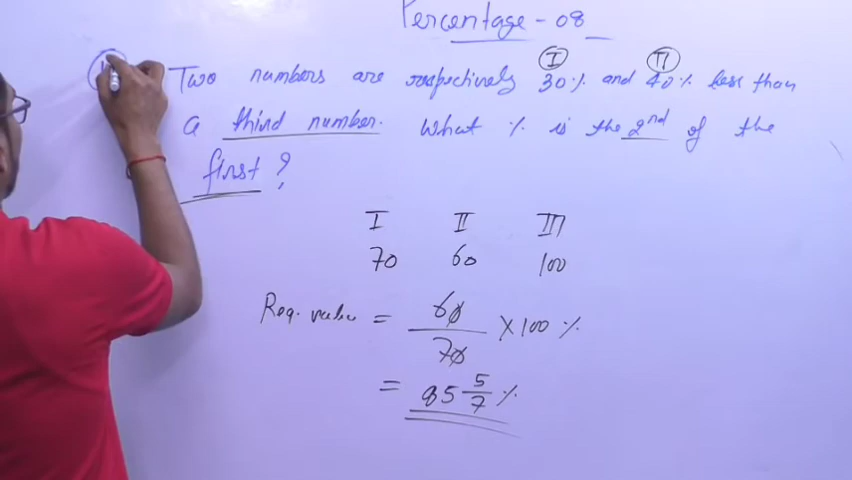 Percentage - 08
I II
Two numbers are respectively 30% and 40% less than
a third number. What % is the 2nd of the
first ?
I II III
70 60 100
Req. value = 60/70 × 100 %
= 85 5/7 %